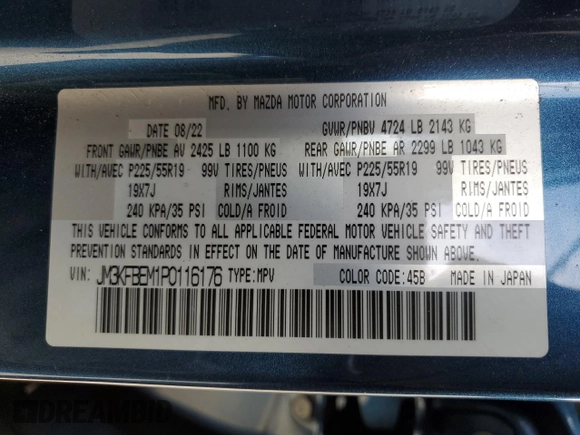 MFD. BY MAZDA MOTOR CORPORATION
DATE 08/22 GVWR/PNBV 4724 LB 2143 KG
FRONT GAWR/PNBE AV 2425 LB 1100 KG REAR GAWR/PNBE AR 2299 LB 1043 KG
WITH/AVEC P225/55R19 99V TIRES/PNEUS WITH/AVEC P225/55R19 99V TIRES/PNEUS
19X7J RIMS/JANTES 19X7J RIMS/JANTES
240 KPA/35 PSI COLD/A FROID 240 KPA/35 PSI COLD/A FROID
THIS VEHICLE CONFORMS TO ALL APPLICABLE FEDERAL MOTOR VEHICLE SAFETY AND THEFT
PREVENTION STANDARDS IN EFFECT ON THE DATE OF MANUFACTURE SHOWN ABOVE.
VIN: JM3KFBEM1P0116176 TYPE: MPV COLOR CODE: 45B MADE IN JAPAN
DREAMBID